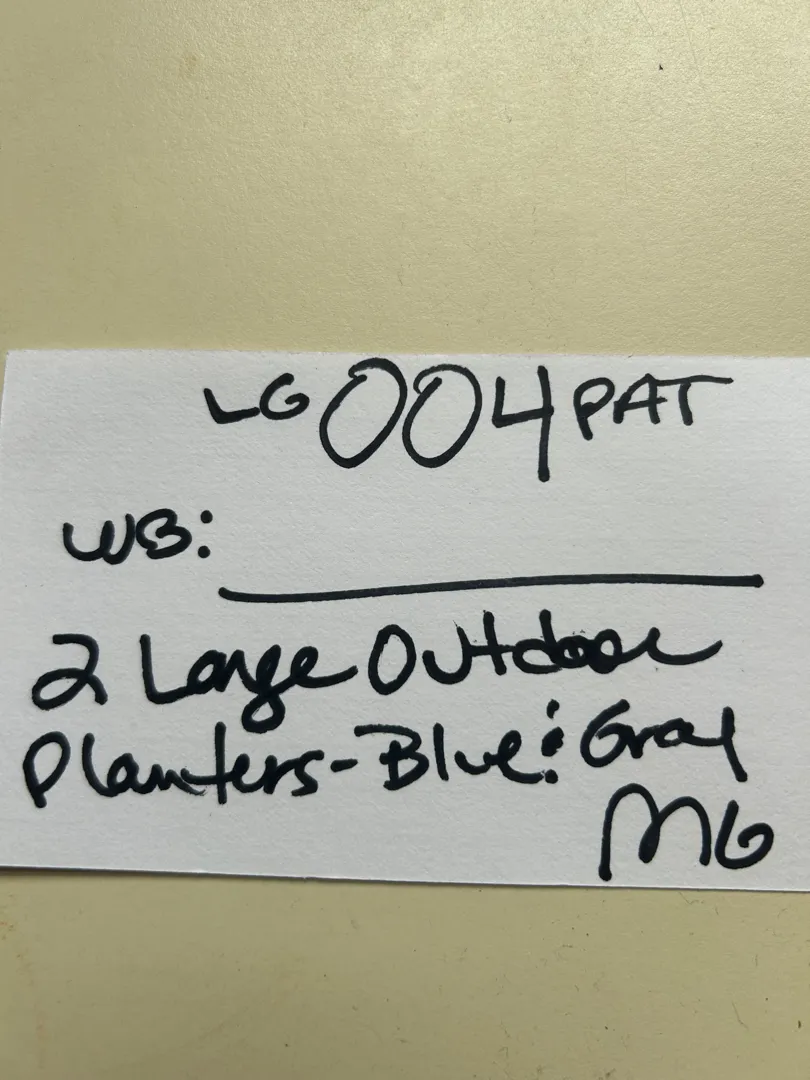 LG 004 PAT
WB:
2 Large Outdoor
Planters - Blue & Gray
MG